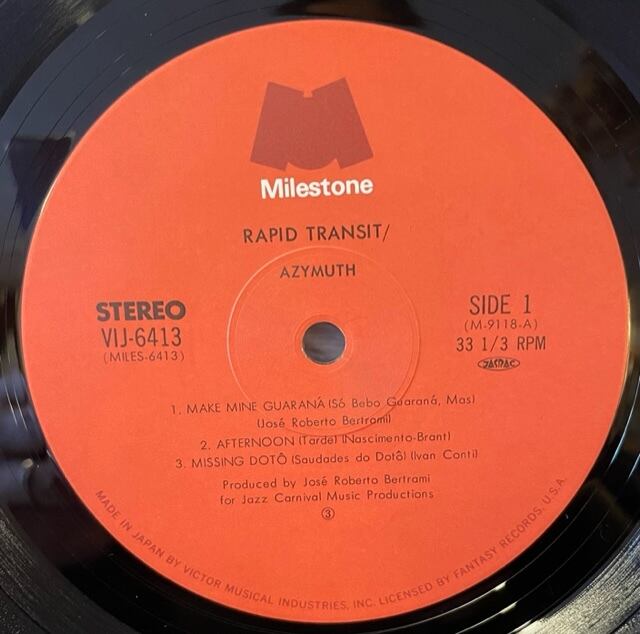 Milestone
RAPID TRANSIT/
AZYMUTH
STEREO
VIJ-6413
(MILES-6413)
SIDE 1
(M-9118-A)
33 1/3 RPM
JASRAC
1. MAKE MINE GUARANÁ (Só Bebo Guaraná, Mas)
(José Roberto Bertrami)
2. AFTERNOON (Tarde) (Nascimento-Brant)
3. MISSING DOTÔ (Saudades do Dotô) (Ivan Conti)
Produced by José Roberto Bertrami
for Jazz Carnival Music Productions
③
MADE IN JAPAN BY VICTOR MUSICAL INDUSTRIES, INC. LICENSED BY FANTASY RECORDS, U.S.A.